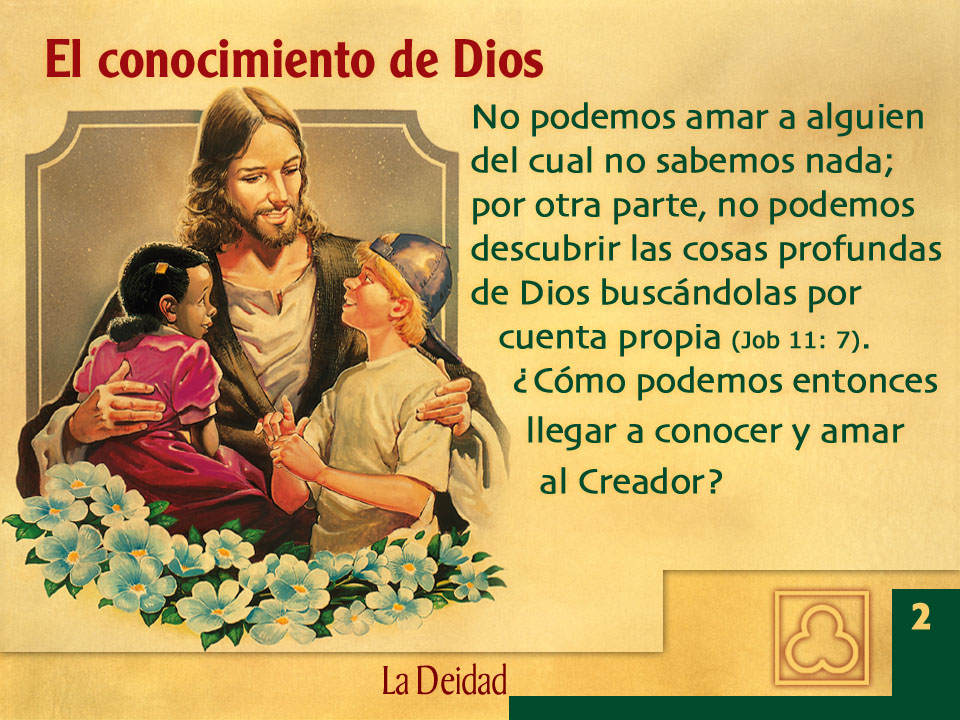 El conocimiento de Dios
No podemos amar a alguien
del cual no sabemos nada;
por otra parte, no podemos
descubrir las cosas profundas
de Dios buscándolas por
cuenta propia (Job 11: 7).
¿Cómo podemos entonces
llegar a conocer y amar
al Creador?
2
La Deidad